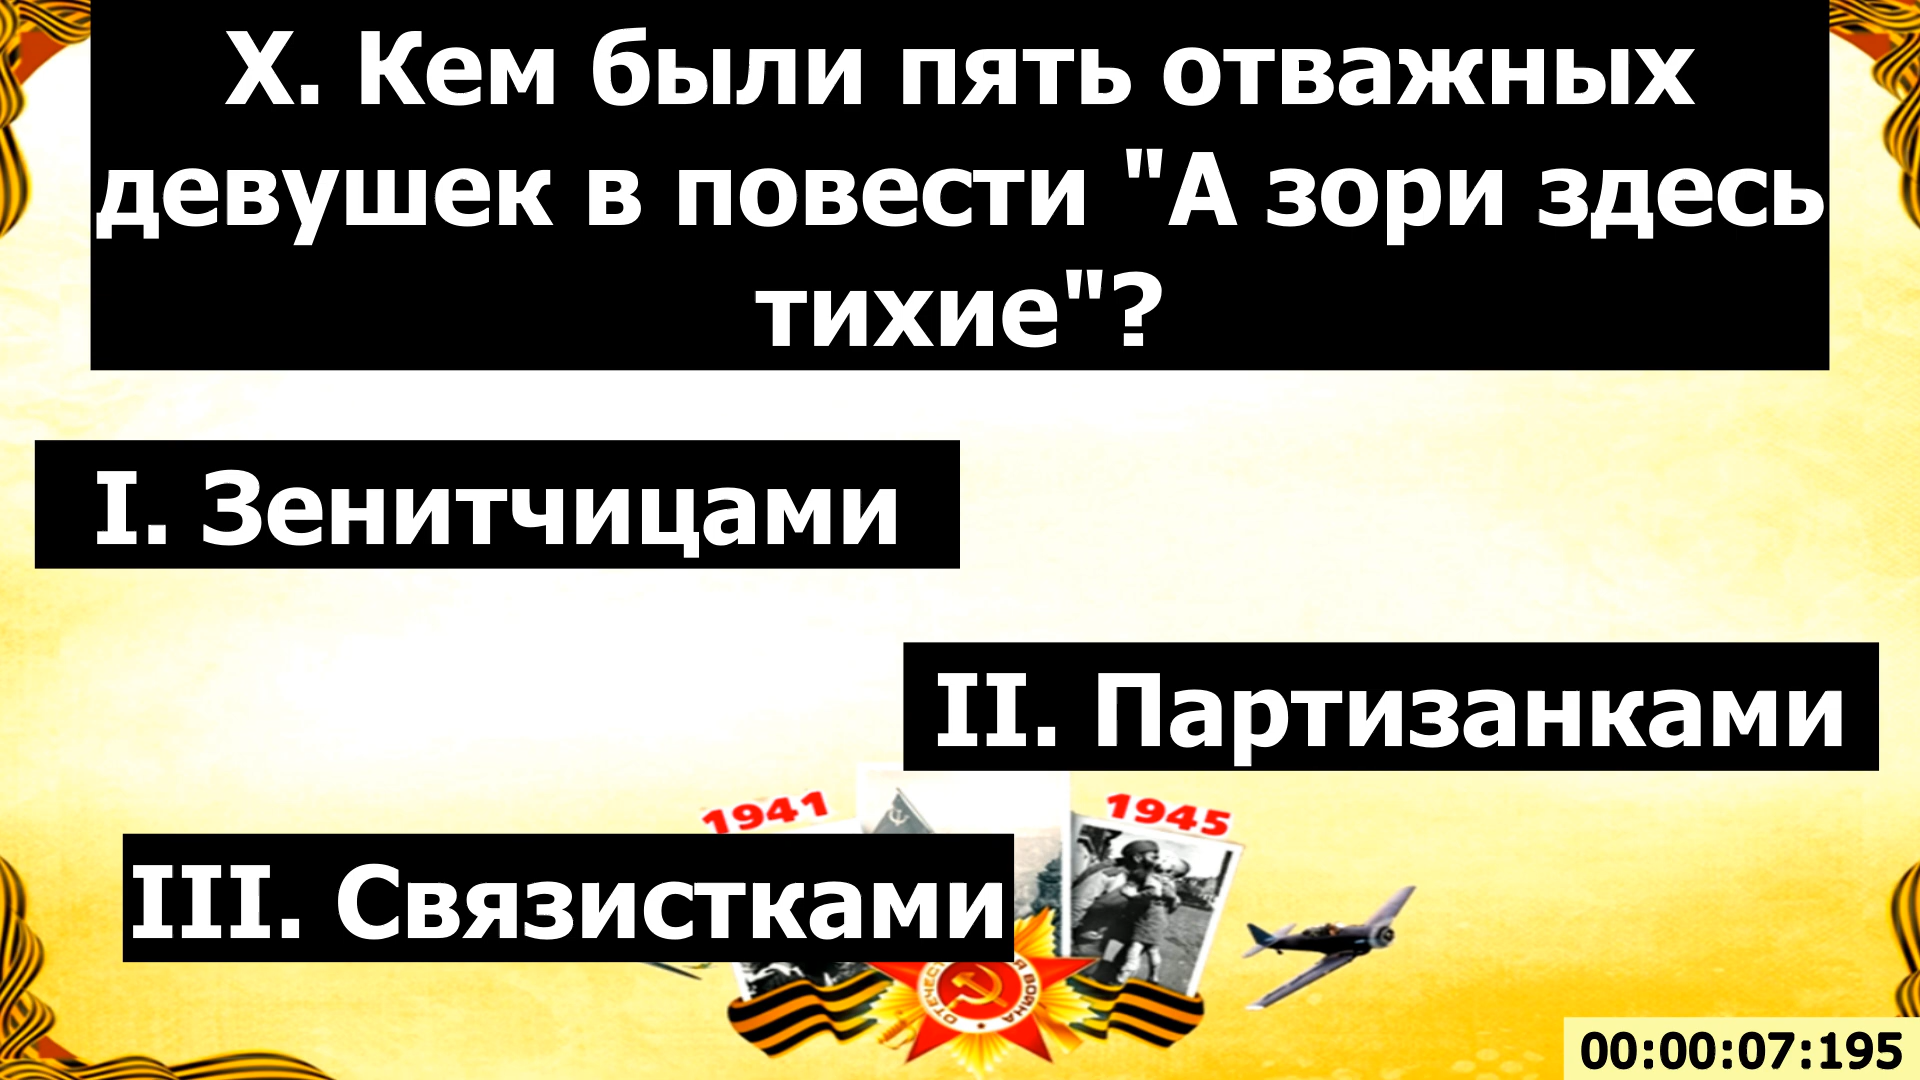 X. Кем были пять отважных
девушек в повести "А зори здесь
тихие"?
I. Зенитчицами
II. Партизанками
1941
1945
III. Связистками
00:00:07:195